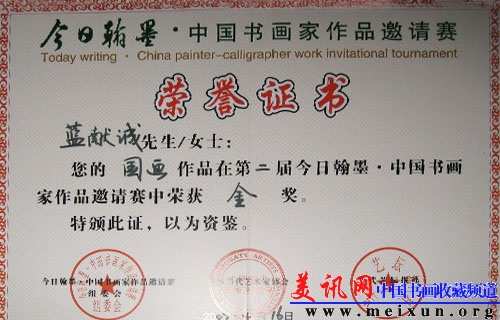 今日翰墨·中国书画家作品邀请赛
Today writing · China painter-calligrapher work invitational tournament
荣誉证书
蓝献诚先生/女士:
您的 国画 作品在第二届今日翰墨·中国书画
家作品邀请赛中荣获 金 奖。
特颁此证,以为资鉴。
今日翰墨·中国书画家作品邀请赛
组委会
组委会
美讯网 中国书画收藏频道
www.meixun.org